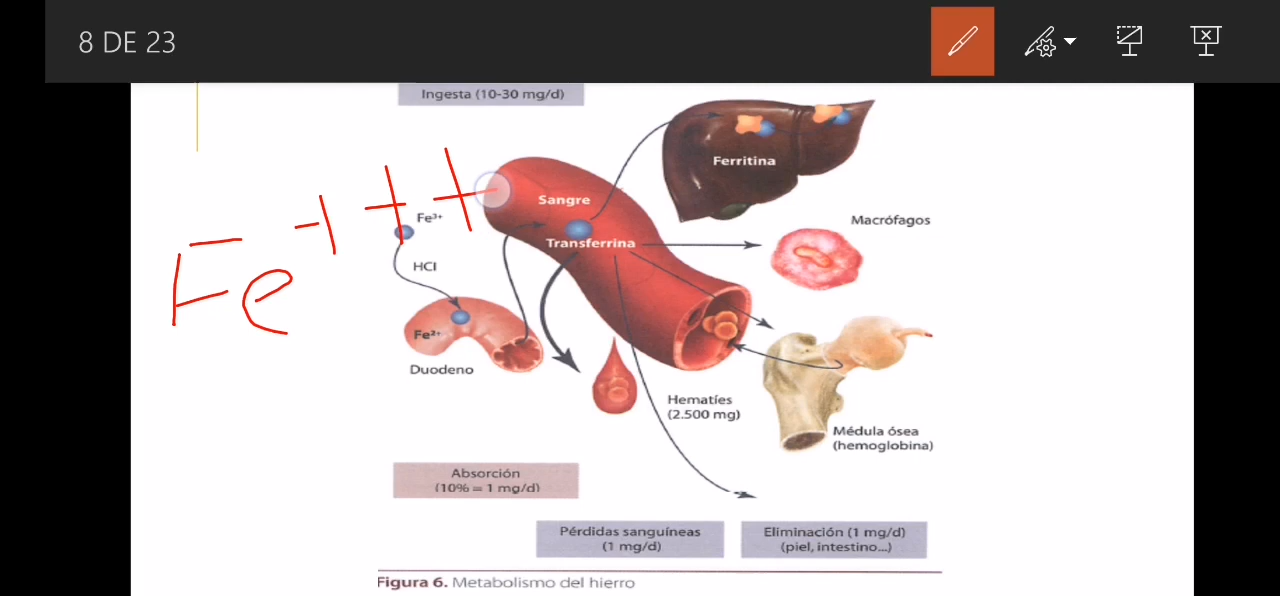 8 DE 23
Ingesta (10-30 mg/d)
Ferritina
Sangre
Fe+++
Fe³⁺
Macrófagos
Transferrina
HCl
Fe²⁺
Duodeno
Hematíes
(2.500 mg)
Médula ósea
(hemoglobina)
Absorción
(10% = 1 mg/d)
Pérdidas sanguíneas
(1 mg/d)
Eliminación (1 mg/d)
(piel, intestino...)
Figura 6. Metabolismo del hierro